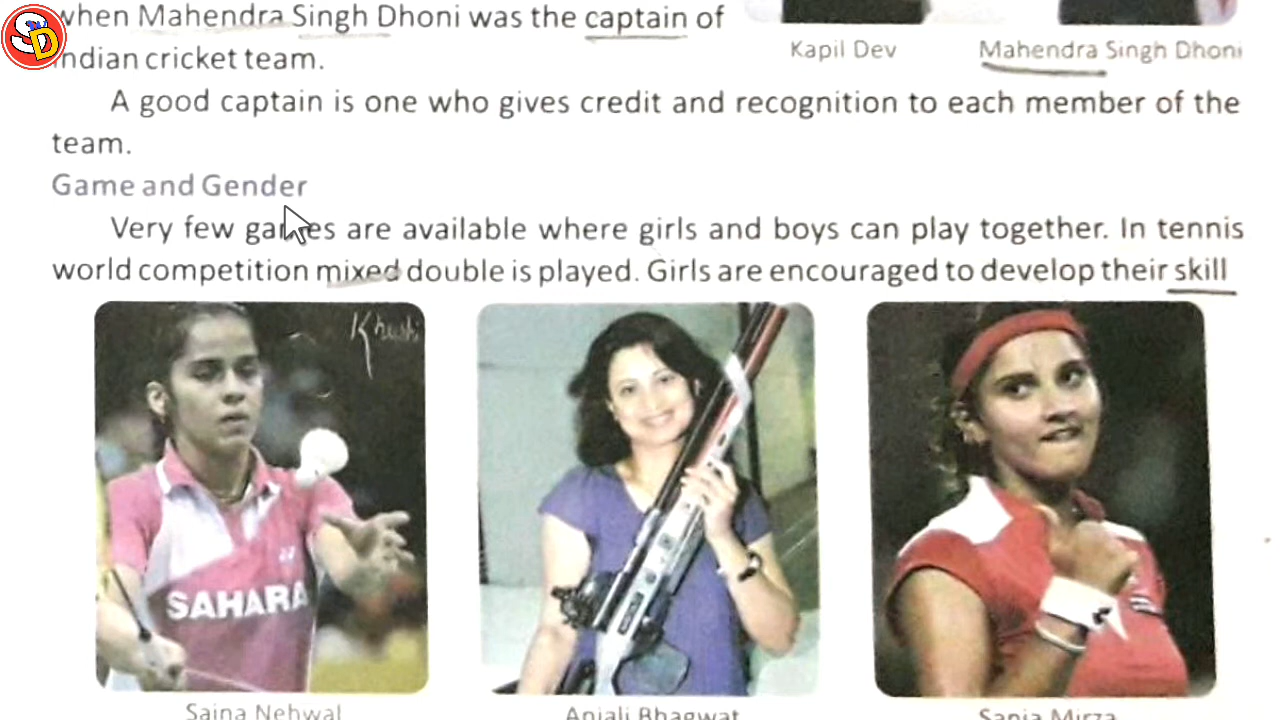 when Mahendra Singh Dhoni was the captain of
Indian cricket team.
Kapil Dev
Mahendra Singh Dhoni
A good captain is one who gives credit and recognition to each member of the
team.
Game and Gender
Very few games are available where girls and boys can play together. In tennis
world competition mixed double is played. Girls are encouraged to develop their skill
Khushi
SAHARA
Saina Nehwal
Anjali Bhagwat
Sania Mirza
SD